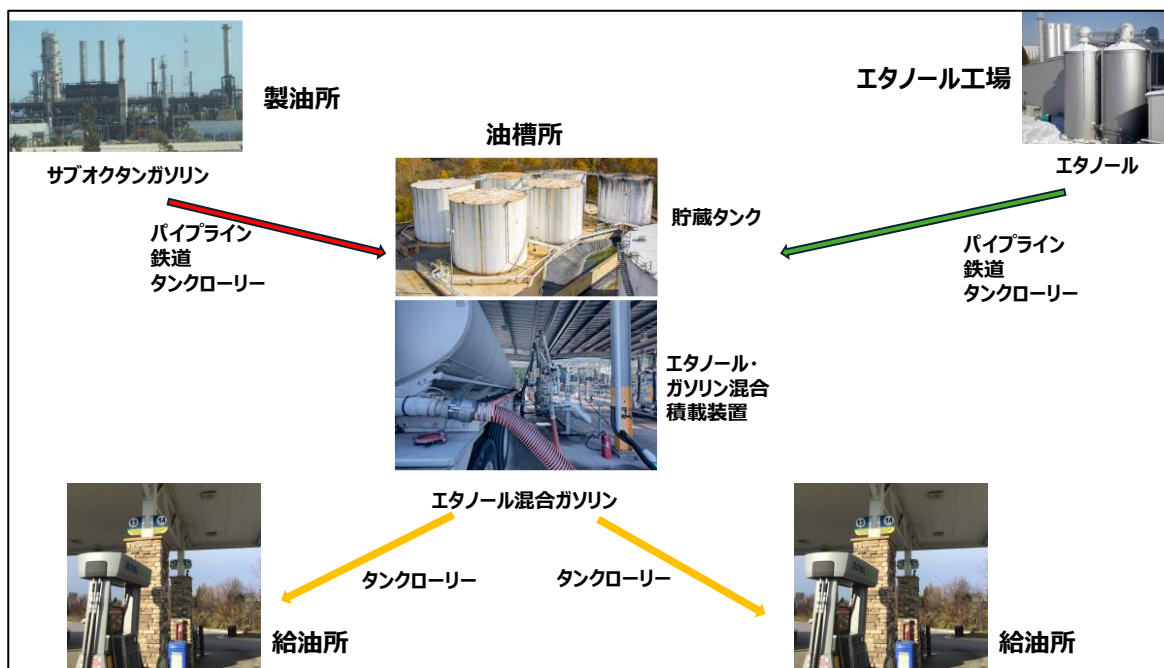 製油所
エタノール工場
油槽所
サブオクタンガソリン
エタノール
貯蔵タンク
パイプライン
鉄道
タンクローリー
パイプライン
鉄道
タンクローリー
エタノール・
ガソリン混合
積載装置
エタノール混合ガソリン
13
14
13
14
タンクローリー
タンクローリー
給油所
給油所